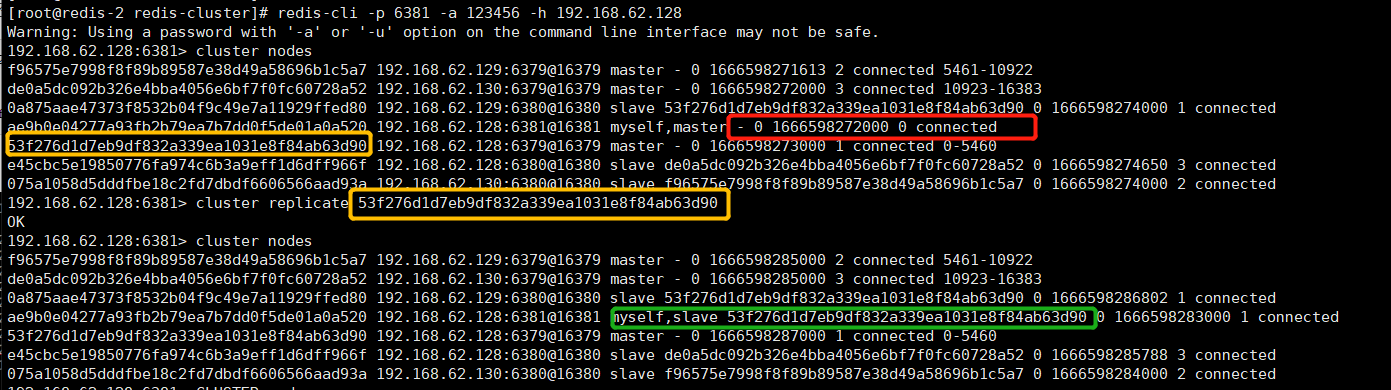 [root@redis-2 redis-cluster]# redis-cli -p 6381 -a 123456 -h 192.168.62.128
Warning: Using a password with '-a' or '-u' option on the command line interface may not be safe.
192.168.62.128:6381> cluster nodes
f96575e7998f8f89b89587e38d49a58696b1c5a7 192.168.62.129:6379@16379 master - 0 1666598271613 2 connected 5461-10922
de0a5dc092b326e4bba4056e6bf7f0fc60728a52 192.168.62.130:6379@16379 master - 0 1666598272000 3 connected 10923-16383
0a875aae47373f8532b04f9c49e7a11929ffed80 192.168.62.129:6380@16380 slave 53f276d1d7eb9df832a339ea1031e8f84ab63d90 0 1666598274000 1 connected
ae9b0e04277a93fb2b79ea7b7dd0f5de01a0a520 192.168.62.128:6381@16381 myself,master - 0 1666598272000 0 connected
53f276d1d7eb9df832a339ea1031e8f84ab63d90 192.168.62.128:6379@16379 master - 0 1666598273000 1 connected 0-5460
e45cbc5e19850776fa974c6b3a9eff1d6dff966f 192.168.62.128:6380@16380 slave de0a5dc092b326e4bba4056e6bf7f0fc60728a52 0 1666598274650 3 connected
075a1058d5dddfbe18c2fd7dbdf6606566aad93a 192.168.62.130:6380@16380 slave f96575e7998f8f89b89587e38d49a58696b1c5a7 0 1666598274000 2 connected
192.168.62.128:6381> cluster replicate 53f276d1d7eb9df832a339ea1031e8f84ab63d90
OK
192.168.62.128:6381> cluster nodes
f96575e7998f8f89b89587e38d49a58696b1c5a7 192.168.62.129:6379@16379 master - 0 1666598285000 2 connected 5461-10922
de0a5dc092b326e4bba4056e6bf7f0fc60728a52 192.168.62.130:6379@16379 master - 0 1666598285000 3 connected 10923-16383
0a875aae47373f8532b04f9c49e7a11929ffed80 192.168.62.129:6380@16380 slave 53f276d1d7eb9df832a339ea1031e8f84ab63d90 0 1666598286802 1 connected
ae9b0e04277a93fb2b79ea7b7dd0f5de01a0a520 192.168.62.128:6381@16381 myself,slave 53f276d1d7eb9df832a339ea1031e8f84ab63d90 0 1666598283000 1 connected
53f276d1d7eb9df832a339ea1031e8f84ab63d90 192.168.62.128:6379@16379 master - 0 1666598287000 1 connected 0-5460
e45cbc5e19850776fa974c6b3a9eff1d6dff966f 192.168.62.128:6380@16380 slave de0a5dc092b326e4bba4056e6bf7f0fc60728a52 0 1666598285788 3 connected
075a1058d5dddfbe18c2fd7dbdf6606566aad93a 192.168.62.130:6380@16380 slave f96575e7998f8f89b89587e38d49a58696b1c5a7 0 1666598284000 2 connected